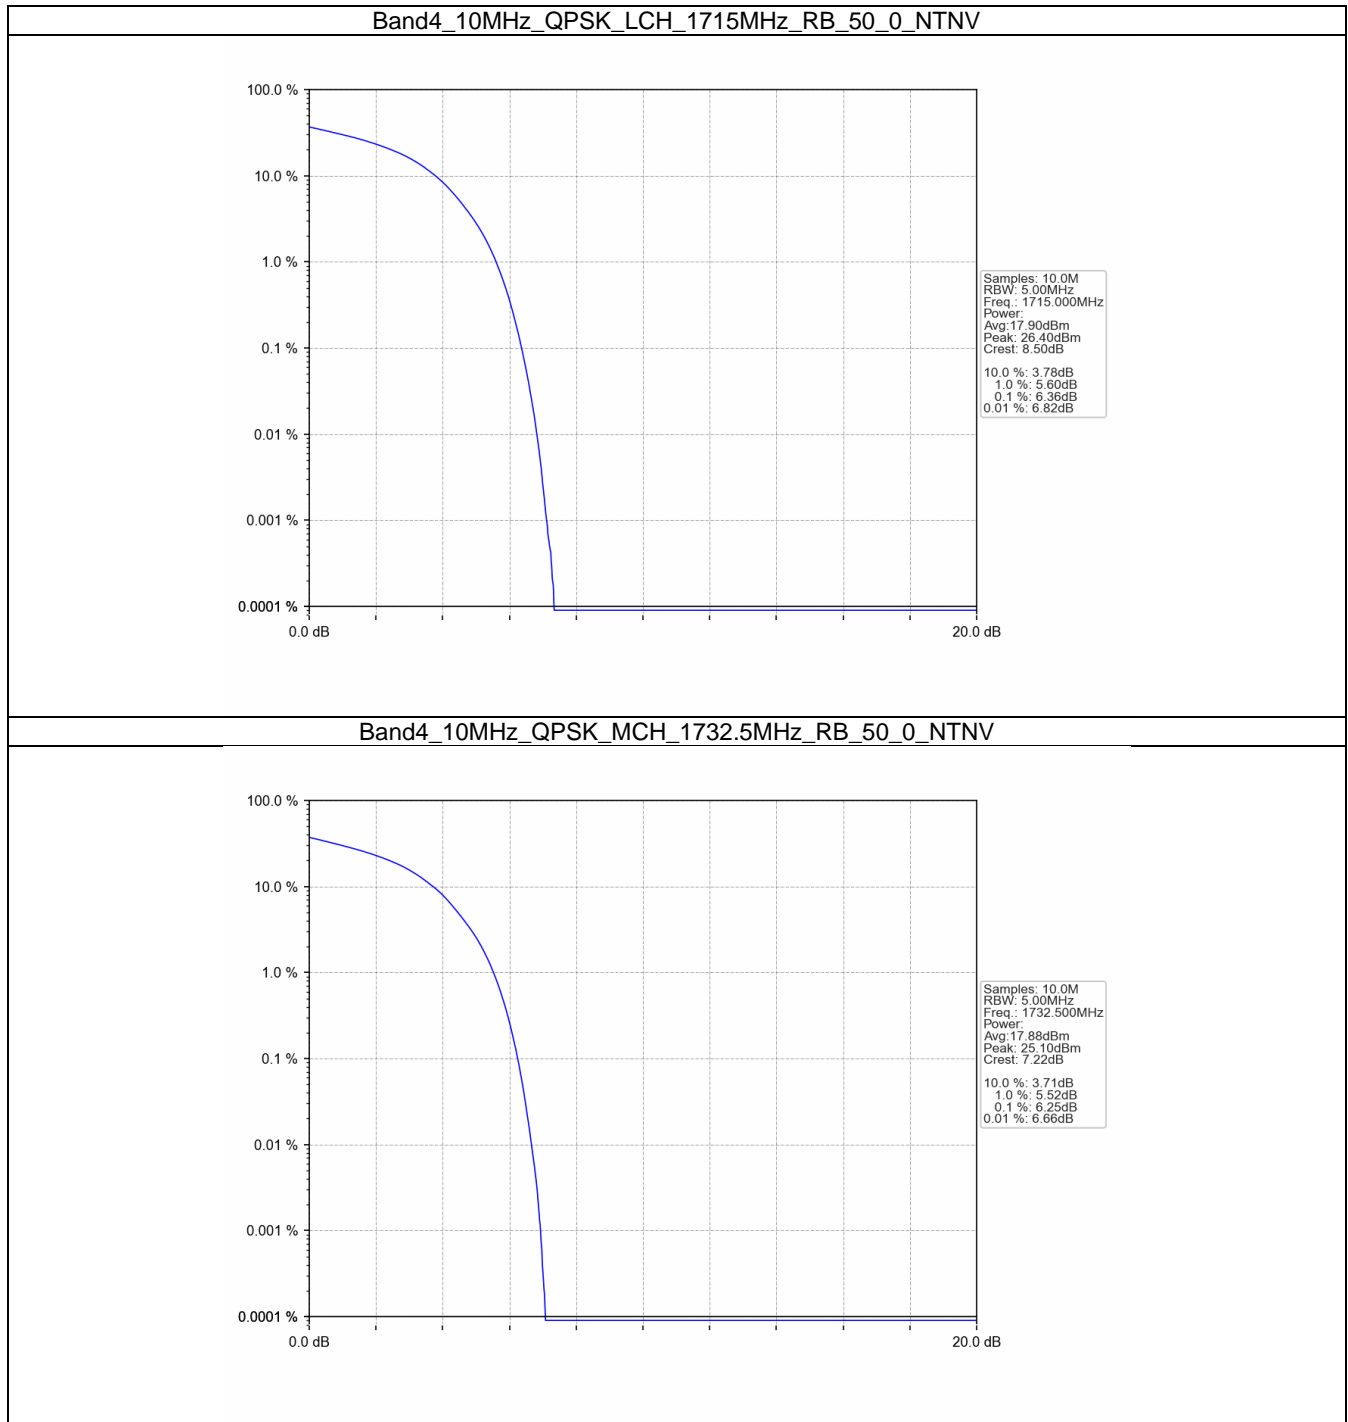 Band4_10MHz_QPSK_LCH_1715MHz_RB_50_0_NTNV
100.0 %
10.0 %
1.0 %
0.1 %
0.01 %
0.001 %
0.0001 %
0.0 dB
20.0 dB
Samples: 10.0M
RBW: 5.00MHz
Freq.: 1715.000MHz
Power:
Avg:17.90dBm
Peak: 26.40dBm
Crest: 8.50dB
10.0 %: 3.78dB
1.0 %: 5.60dB
0.1 %: 6.36dB
0.01 %: 6.82dB
Band4_10MHz_QPSK_MCH_1732.5MHz_RB_50_0_NTNV
100.0 %
10.0 %
1.0 %
0.1 %
0.01 %
0.001 %
0.0001 %
0.0 dB
20.0 dB
Samples: 10.0M
RBW: 5.00MHz
Freq.: 1732.500MHz
Power:
Avg:17.88dBm
Peak: 25.10dBm
Crest: 7.22dB
10.0 %: 3.71dB
1.0 %: 5.52dB
0.1 %: 6.25dB
0.01 %: 6.66dB